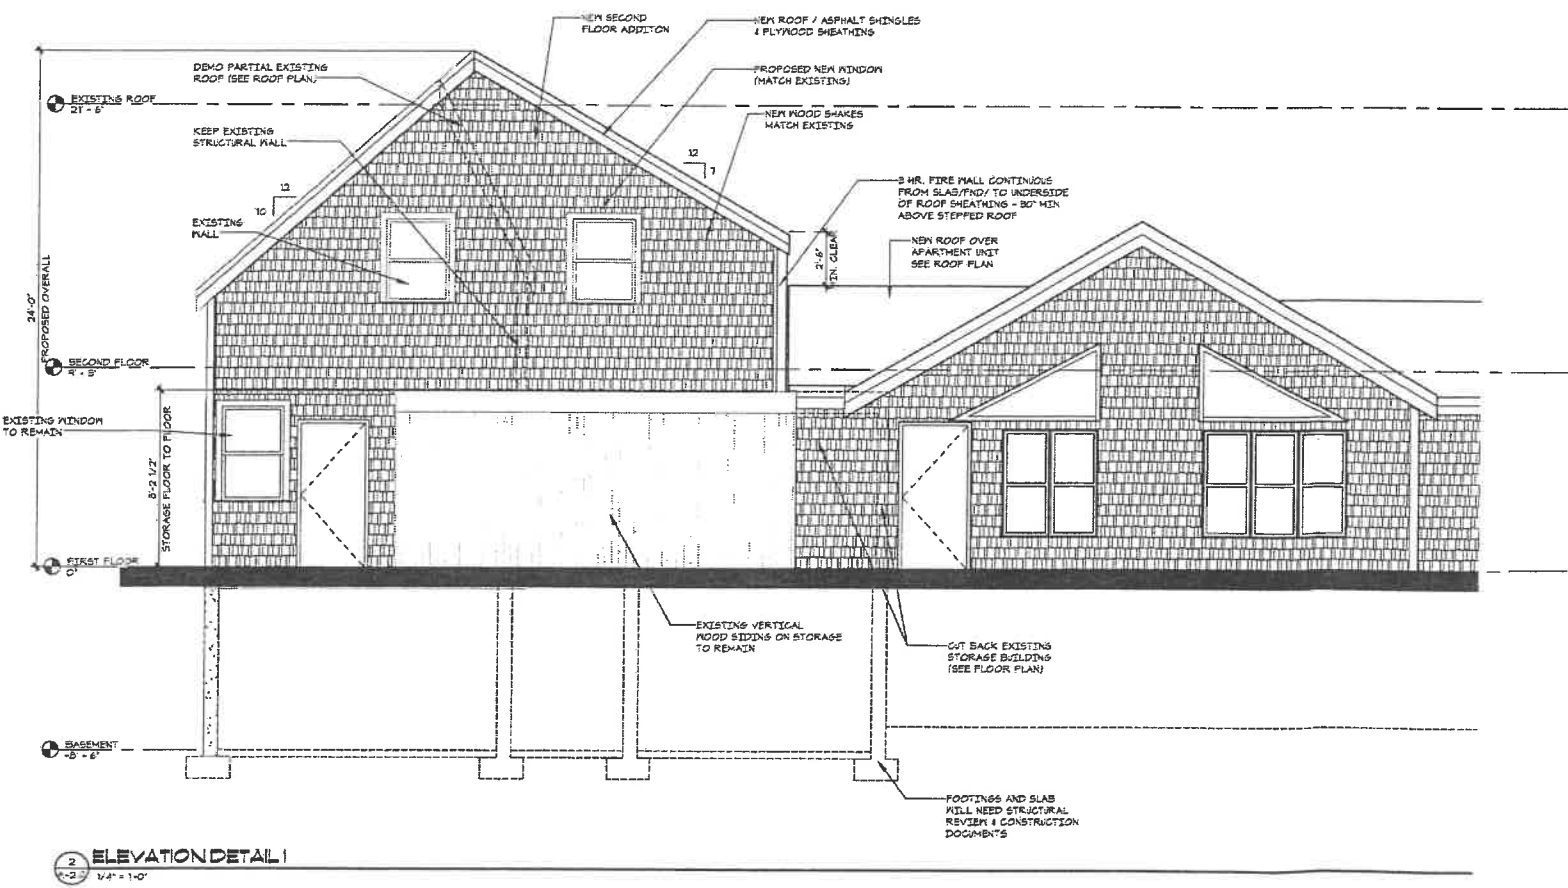 NEW SECOND
FLOOR ADDITON
NEW ROOF / ASPHALT SHINGLES
& PLYWOOD SHEATHING
DEMO PARTIAL EXISTING
ROOF (SEE ROOF PLAN)
PROPOSED NEW WINDOW
(MATCH EXISTING)
EXISTING ROOF
21' - 6"
NEW WOOD SHAKES
MATCH EXISTING
KEEP EXISTING
STRUCTURAL WALL
12
7
12
10
3 HR. FIRE WALL CONTINUOUS
FROM SLAB/FND/ TO UNDERSIDE
OF ROOF SHEATHING - 30" MIN
ABOVE STEPPED ROOF
EXISTING
WALL
NEW ROOF OVER
APARTMENT UNIT
SEE ROOF PLAN
2'-6"
IN. CLEAR
24'-0"
PROPOSED OVERALL
SECOND FLOOR
9' - 3"
EXISTING WINDOW
TO REMAIN
8'-2 1/2"
STORAGE FLOOR TO FLOOR
FIRST FLOOR
0"
EXISTING VERTICAL
WOOD SIDING ON STORAGE
TO REMAIN
CUT BACK EXISTING
STORAGE BUILDING
(SEE FLOOR PLAN)
BASEMENT
-8' - 6"
FOOTINGS AND SLAB
WILL NEED STRUCTURAL
REVIEW & CONSTRUCTION
DOCUMENTS
2
ELEVATION DETAIL 1
1/4" = 1'-0"